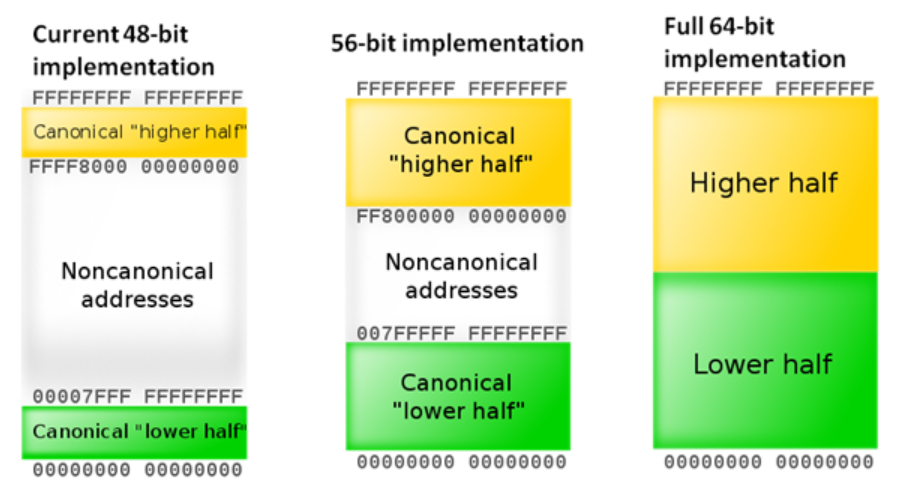 Current 48-bit
implementation
FFFFFFFF FFFFFFFF
Canonical "higher half"
FFFF8000 00000000
Noncanonical
addresses
00007FFF FFFFFFFF
Canonical "lower half"
00000000 00000000
56-bit implementation
FFFFFFFF FFFFFFFF
Canonical
"higher half"
FF800000 00000000
Noncanonical
addresses
007FFFFF FFFFFFFF
Canonical
"lower half"
00000000 00000000
Full 64-bit
implementation
FFFFFFFF FFFFFFFF
Higher half
Lower half
00000000 00000000